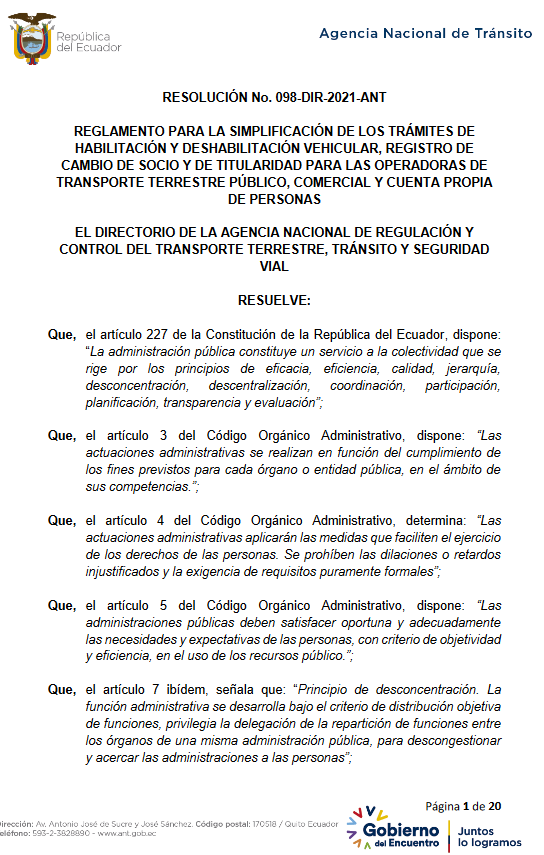 República
del Ecuador
Agencia Nacional de Tránsito
RESOLUCIÓN No. 098-DIR-2021-ANT
REGLAMENTO PARA LA SIMPLIFICACIÓN DE LOS TRÁMITES DE
HABILITACIÓN Y DESHABILITACIÓN VEHICULAR, REGISTRO DE
CAMBIO DE SOCIO Y DE TITULARIDAD PARA LAS OPERADORAS DE
TRANSPORTE TERRESTRE PÚBLICO, COMERCIAL Y CUENTA PROPIA
DE PERSONAS
EL DIRECTORIO DE LA AGENCIA NACIONAL DE REGULACIÓN Y
CONTROL DEL TRANSPORTE TERRESTRE, TRÁNSITO Y SEGURIDAD
VIAL
RESUELVE:
Que, el artículo 227 de la Constitución de la República del Ecuador, dispone:
“La administración pública constituye un servicio a la colectividad que se
rige por los principios de eficacia, eficiencia, calidad, jerarquía,
desconcentración, descentralización, coordinación, participación,
planificación, transparencia y evaluación”;
Que, el artículo 3 del Código Orgánico Administrativo, dispone: “Las
actuaciones administrativas se realizan en función del cumplimiento de
los fines previstos para cada órgano o entidad pública, en el ámbito de
sus competencias.”;
Que, el artículo 4 del Código Orgánico Administrativo, determina: “Las
actuaciones administrativas aplicarán las medidas que faciliten el ejercicio
de los derechos de las personas. Se prohíben las dilaciones o retardos
injustificados y la exigencia de requisitos puramente formales”;
Que, el artículo 5 del Código Orgánico Administrativo, dispone: “Las
administraciones públicas deben satisfacer oportuna y adecuadamente
las necesidades y expectativas de las personas, con criterio de objetividad
y eficiencia, en el uso de los recursos público.”;
Que, el artículo 7 ibídem, señala que: “Principio de desconcentración. La
función administrativa se desarrolla bajo el criterio de distribución objetiva
de funciones, privilegia la delegación de la repartición de funciones entre
los órganos de una misma administración pública, para descongestionar
y acercar las administraciones a las personas”;
Página 1 de 20
Dirección: Av. Antonio José de Sucre y José Sánchez. Código postal: 170518 / Quito Ecuador
Teléfono: 593-2-3828890 - www.ant.gob.ec
Gobierno
del Encuentro
Juntos
lo logramos